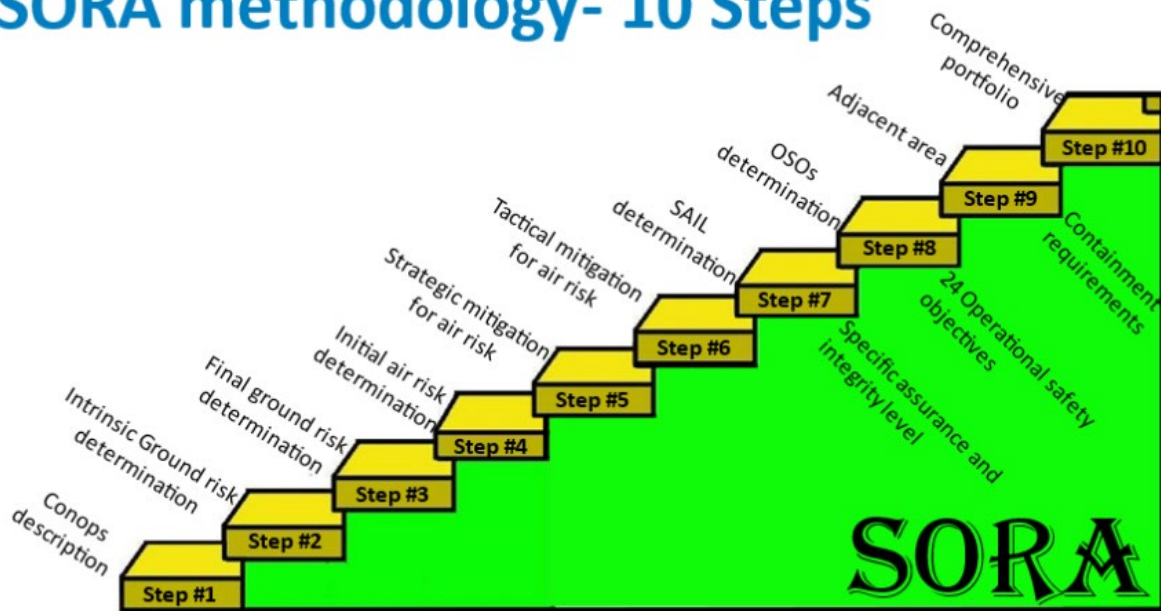 SORA methodology- 10 Steps
Conops
description
Step #1
Intrinsic Ground risk
determination
Step #2
Final ground risk
determination
Step #3
Initial air risk
determination
Step #4
Strategic mitigation
for air risk
Step #5
Tactical mitigation
for air risk
Step #6
SAIL
determination
Step #7
Specific assurance and
integrity level
OSOs
determination
Step #8
24 Operational safety
objectives
Adjacent area
Step #9
Containment
requirements
Comprehensive
portfolio
Step #10
SORA